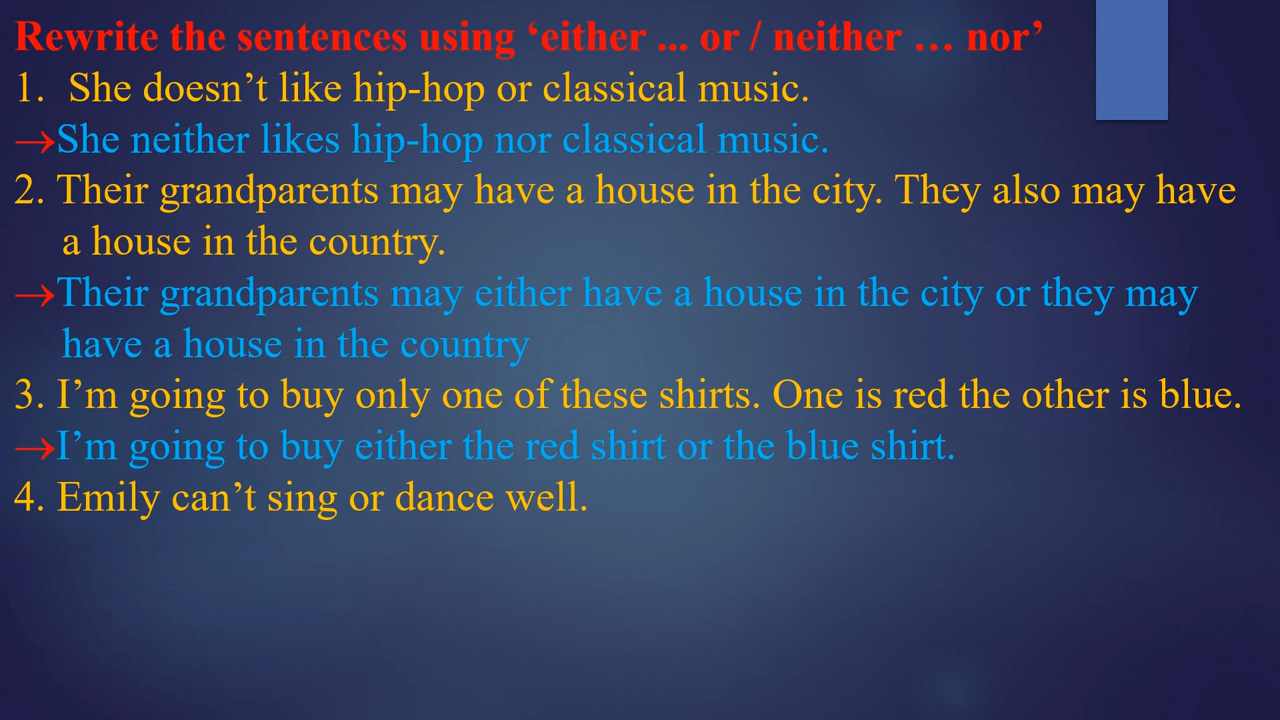 Rewrite the sentences using ‘either ... or / neither … nor’
1. She doesn’t like hip-hop or classical music.
→She neither likes hip-hop nor classical music.
2. Their grandparents may have a house in the city. They also may have
a house in the country.
→Their grandparents may either have a house in the city or they may
have a house in the country
3. I’m going to buy only one of these shirts. One is red the other is blue.
→I’m going to buy either the red shirt or the blue shirt.
4. Emily can’t sing or dance well.